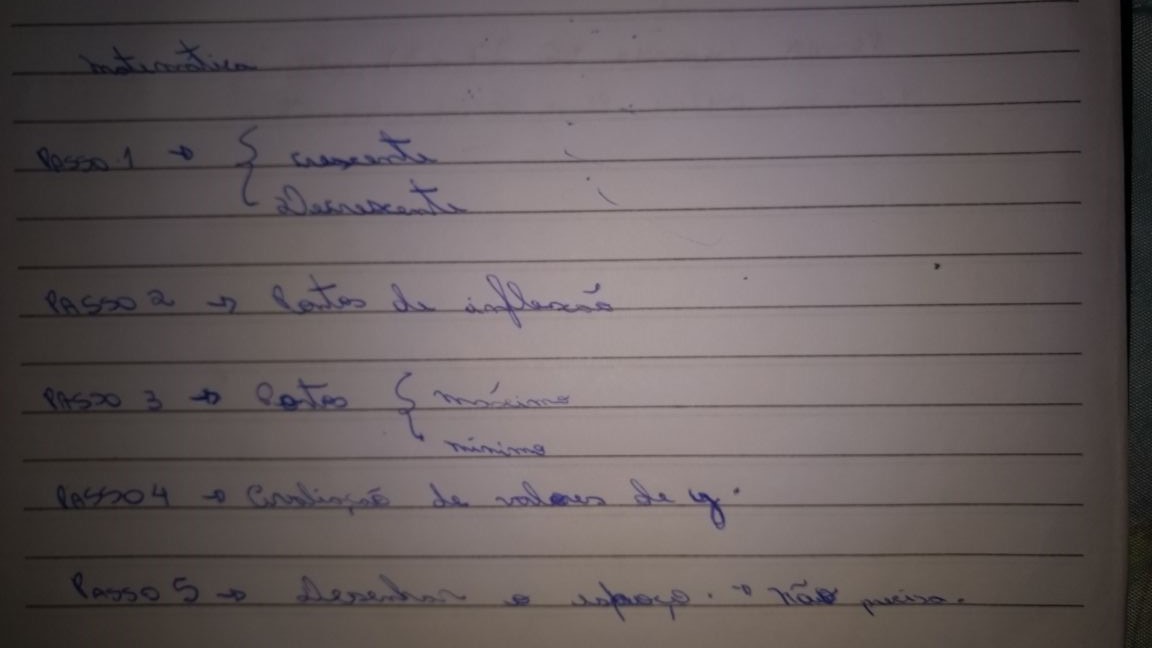 matemática
PASSO 1 → { crescente
Decrescente
PASSO 2 → Pontos de inflexão
PASSO 3 → Pontos { máximo
mínimo
PASSO 4 → Avaliação de valores de y.
PASSO 5 → Desenhar o espaço. → não precisa.